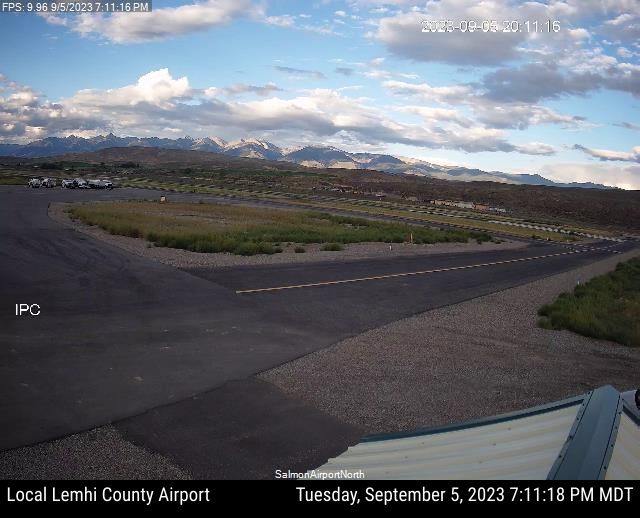 FPS: 9.96 9/5/2023 7:11:16 PM
2023-09-05 20:11:16
IPC
SalmonAirportNorth
Local Lemhi County Airport
Tuesday, September 5, 2023 7:11:18 PM MDT